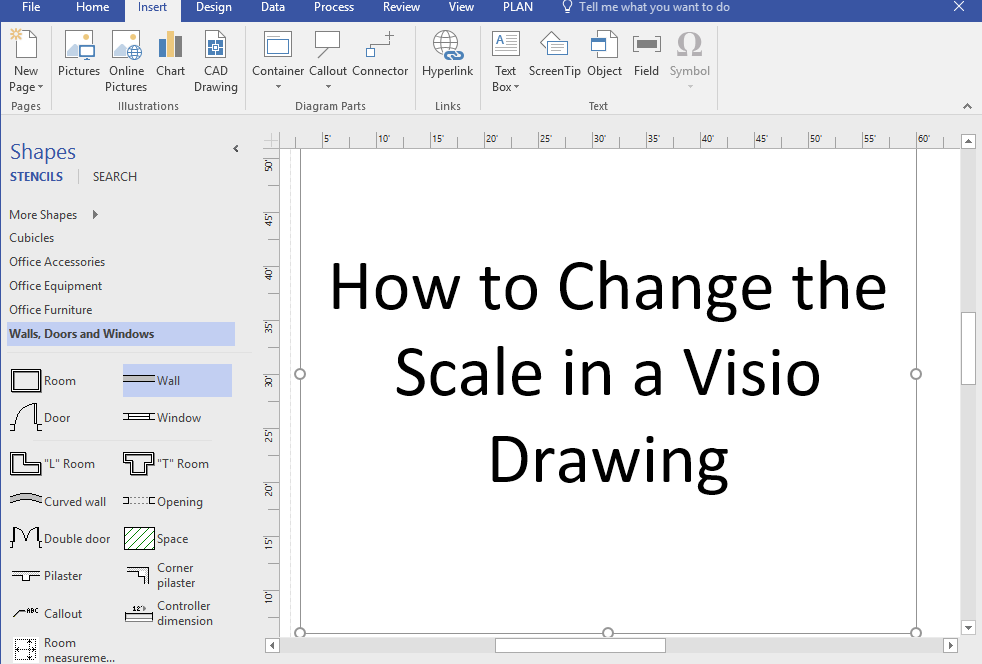 File Home Insert Design Data Process Review View PLAN Tell me what you want to do
New Page
Pictures
Online Pictures
Chart
CAD Drawing
Container
Callout
Connector
Hyperlink
Text Box
ScreenTip
Object
Field
Symbol
Pages Illustrations Diagram Parts Links Text
Shapes
STENCILS SEARCH
More Shapes
Cubicles
Office Accessories
Office Equipment
Office Furniture
Walls, Doors and Windows
Room Wall
Door Window
"L" Room "T" Room
Curved wall Opening
Double door Space
Pilaster Corner pilaster
ABC Callout 12' Controller dimension
Room measureme...
5' 10' 15' 20' 25' 30' 35' 40' 45' 50' 55' 60'
50'
45'
40'
35'
30'
25'
20'
15'
10'
How to Change the
Scale in a Visio
Drawing